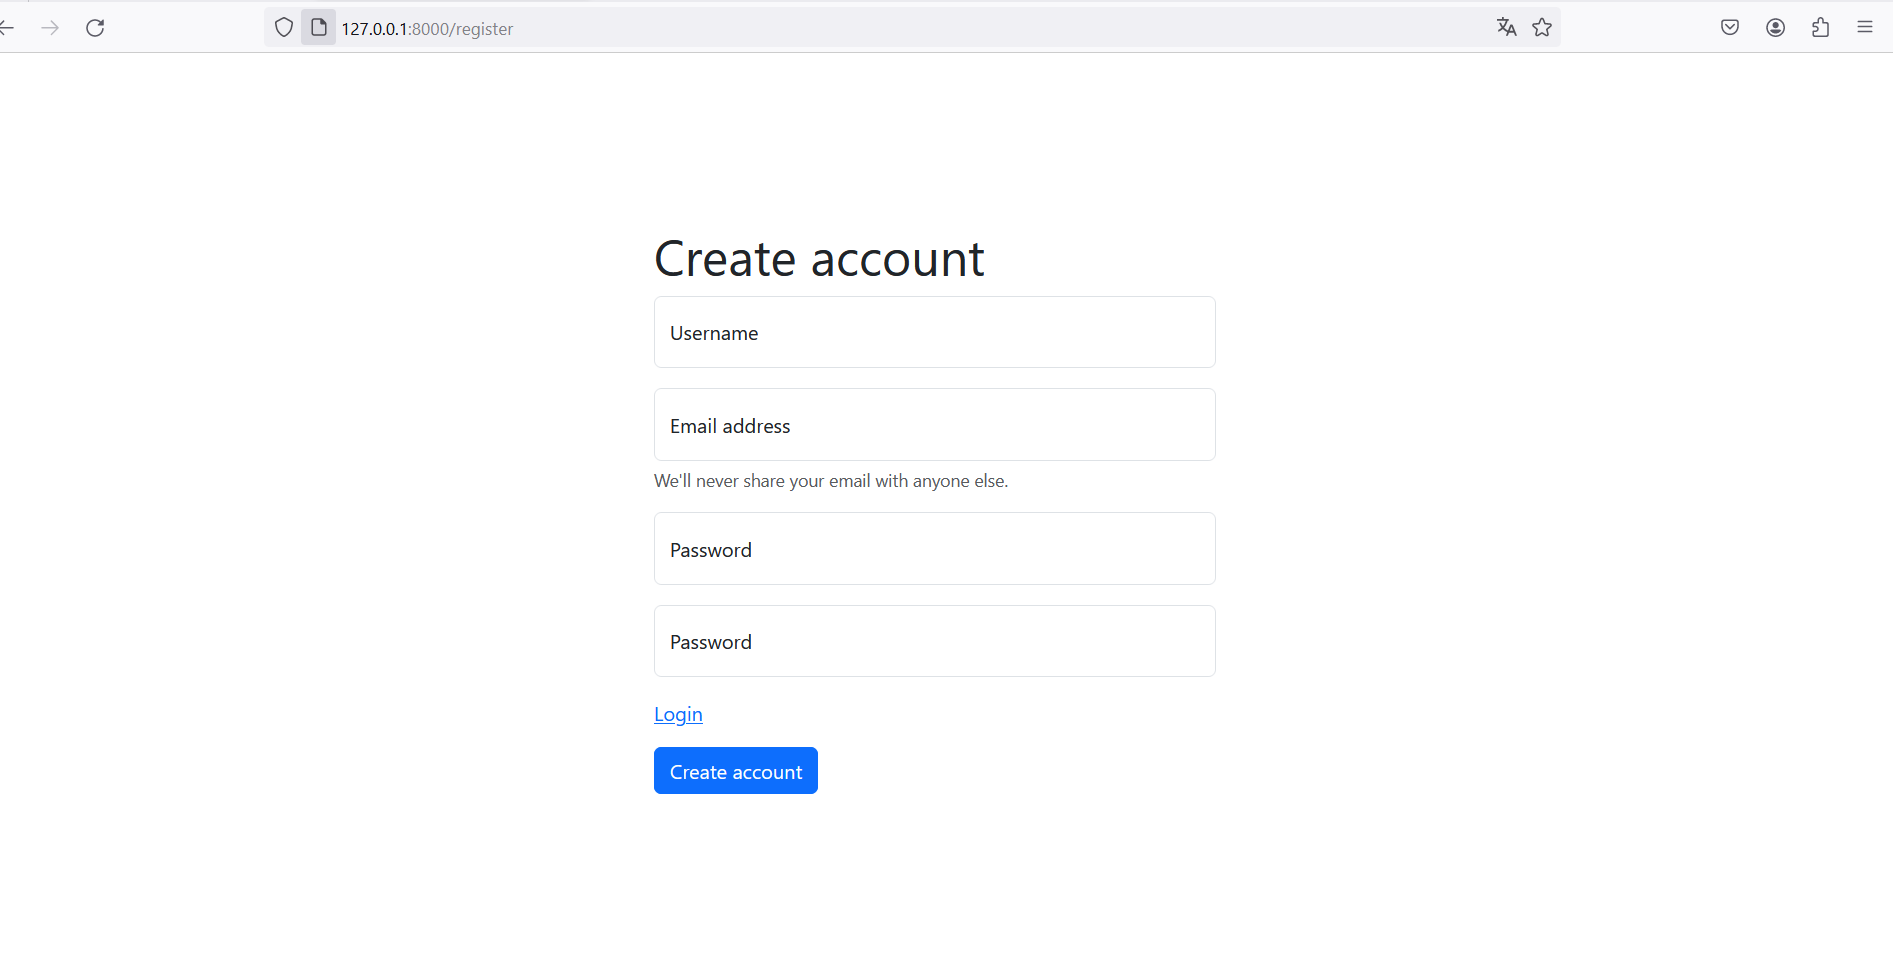 127.0.0.1:8000/register
Create account
Username
Email address
We'll never share your email with anyone else.
Password
Password
Login
Create account